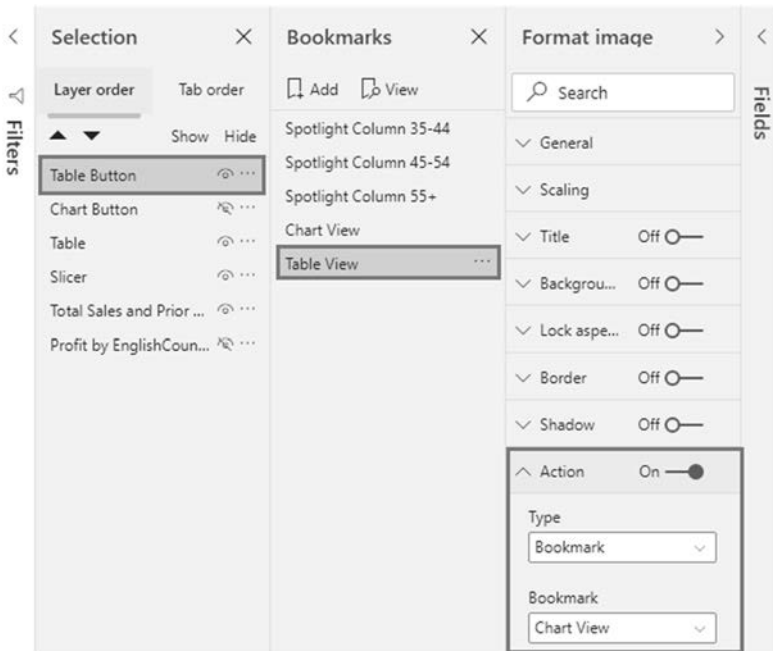 Filters
Selection
Layer order Tab order
Show Hide
Table Button
Chart Button
Table
Slicer
Total Sales and Prior ...
Profit by EnglishCoun...
Bookmarks
Add View
Spotlight Column 35-44
Spotlight Column 45-54
Spotlight Column 55+
Chart View
Table View
Format image
Search
General
Scaling
Title Off
Backgrou... Off
Lock aspe... Off
Border Off
Shadow Off
Action On
Type
Bookmark
Bookmark
Chart View
Fields